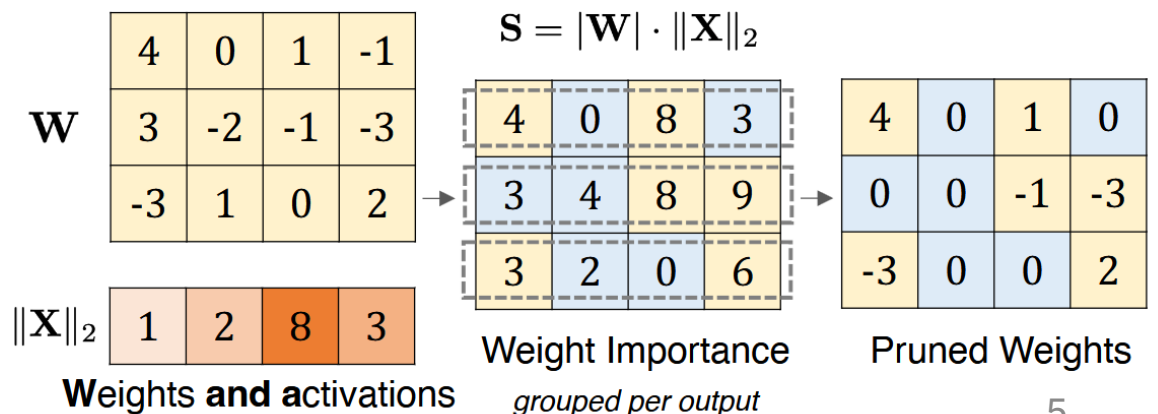 S = |W| · ‖X‖₂
W
4 0 1 -1
3 -2 -1 -3
-3 1 0 2
4 0 8 3
3 4 8 9
3 2 0 6
4 0 1 0
0 0 -1 -3
-3 0 0 2
‖X‖₂ 1 2 8 3
Weights and activations
Weight Importance
grouped per output
Pruned Weights
5